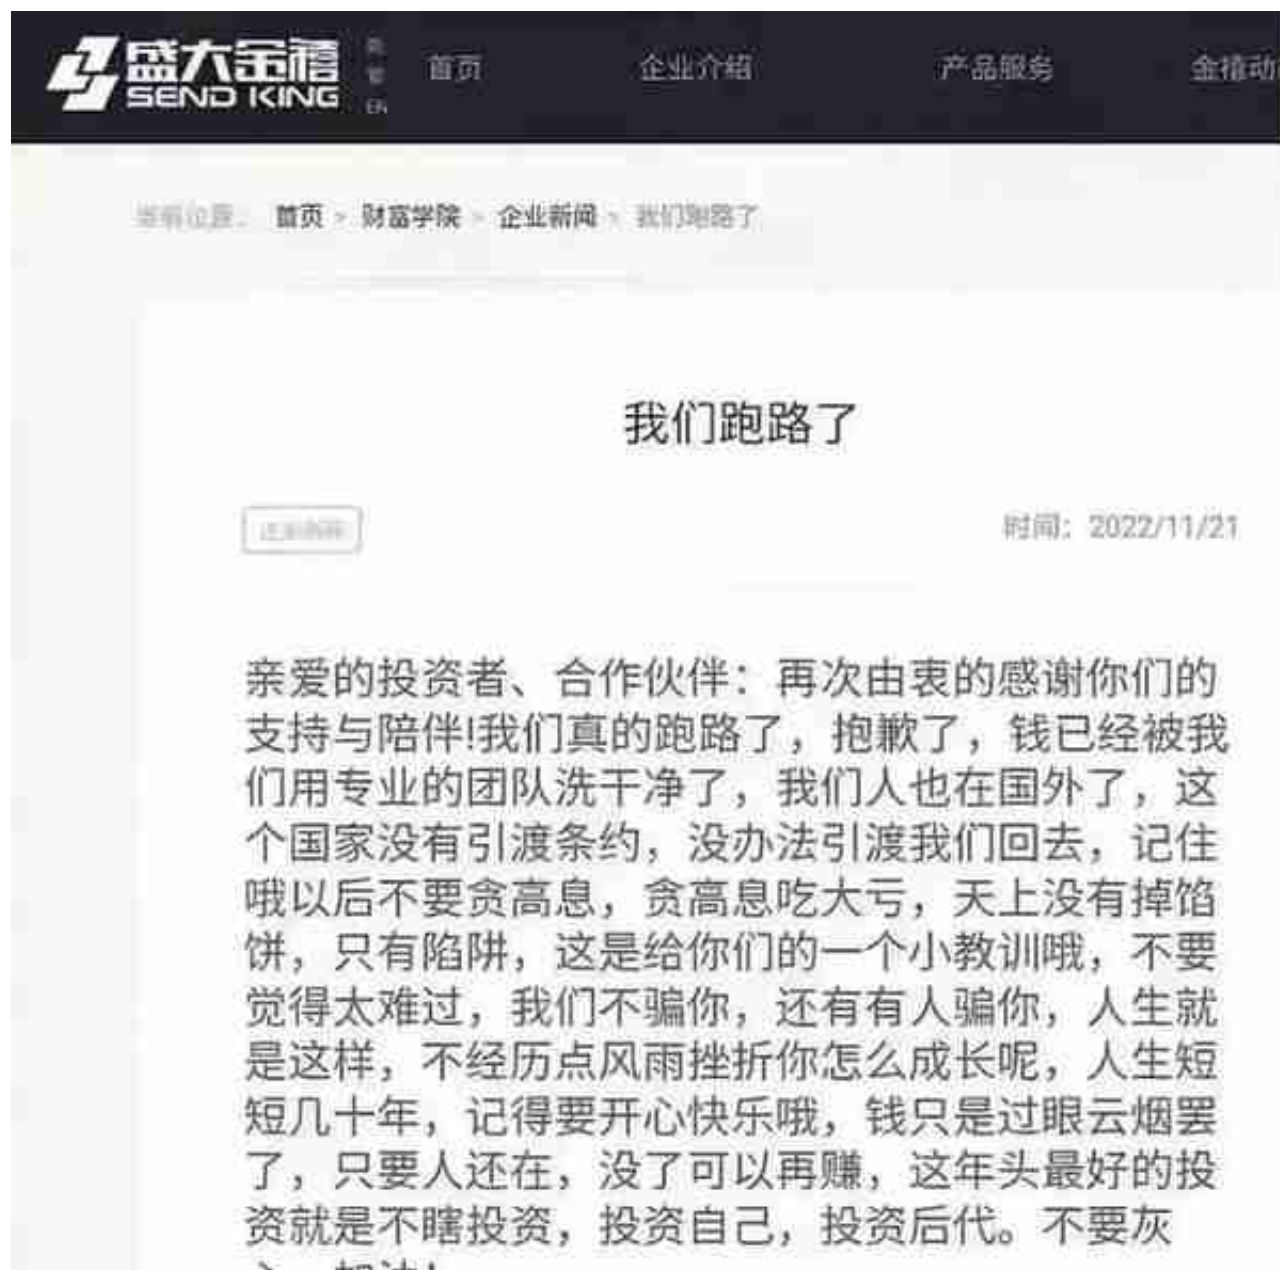 盛大金禧
SEND KING
EN
首页
企业介绍
产品服务
金禧动
当前位置: 首页 > 财富学院 > 企业新闻 > 我们跑路了
我们跑路了
时间：2022/11/21
亲爱的投资者、合作伙伴：再次由衷的感谢你们的
支持与陪伴!我们真的跑路了，抱歉了，钱已经被我
们用专业的团队洗干净了，我们人也在国外了，这
个国家没有引渡条约，没办法引渡我们回去，记住
哦以后不要贪高息，贪高息吃大亏，天上没有掉馅
饼，只有陷阱，这是给你们的一个小教训哦，不要
觉得太难过，我们不骗你，还有有人骗你，人生就
是这样，不经历点风雨挫折你怎么成长呢，人生短
短几十年，记得要开心快乐哦，钱只是过眼云烟罢
了，只要人还在，没了可以再赚，这年头最好的投
资就是不瞎投资，投资自己，投资后代。不要灰